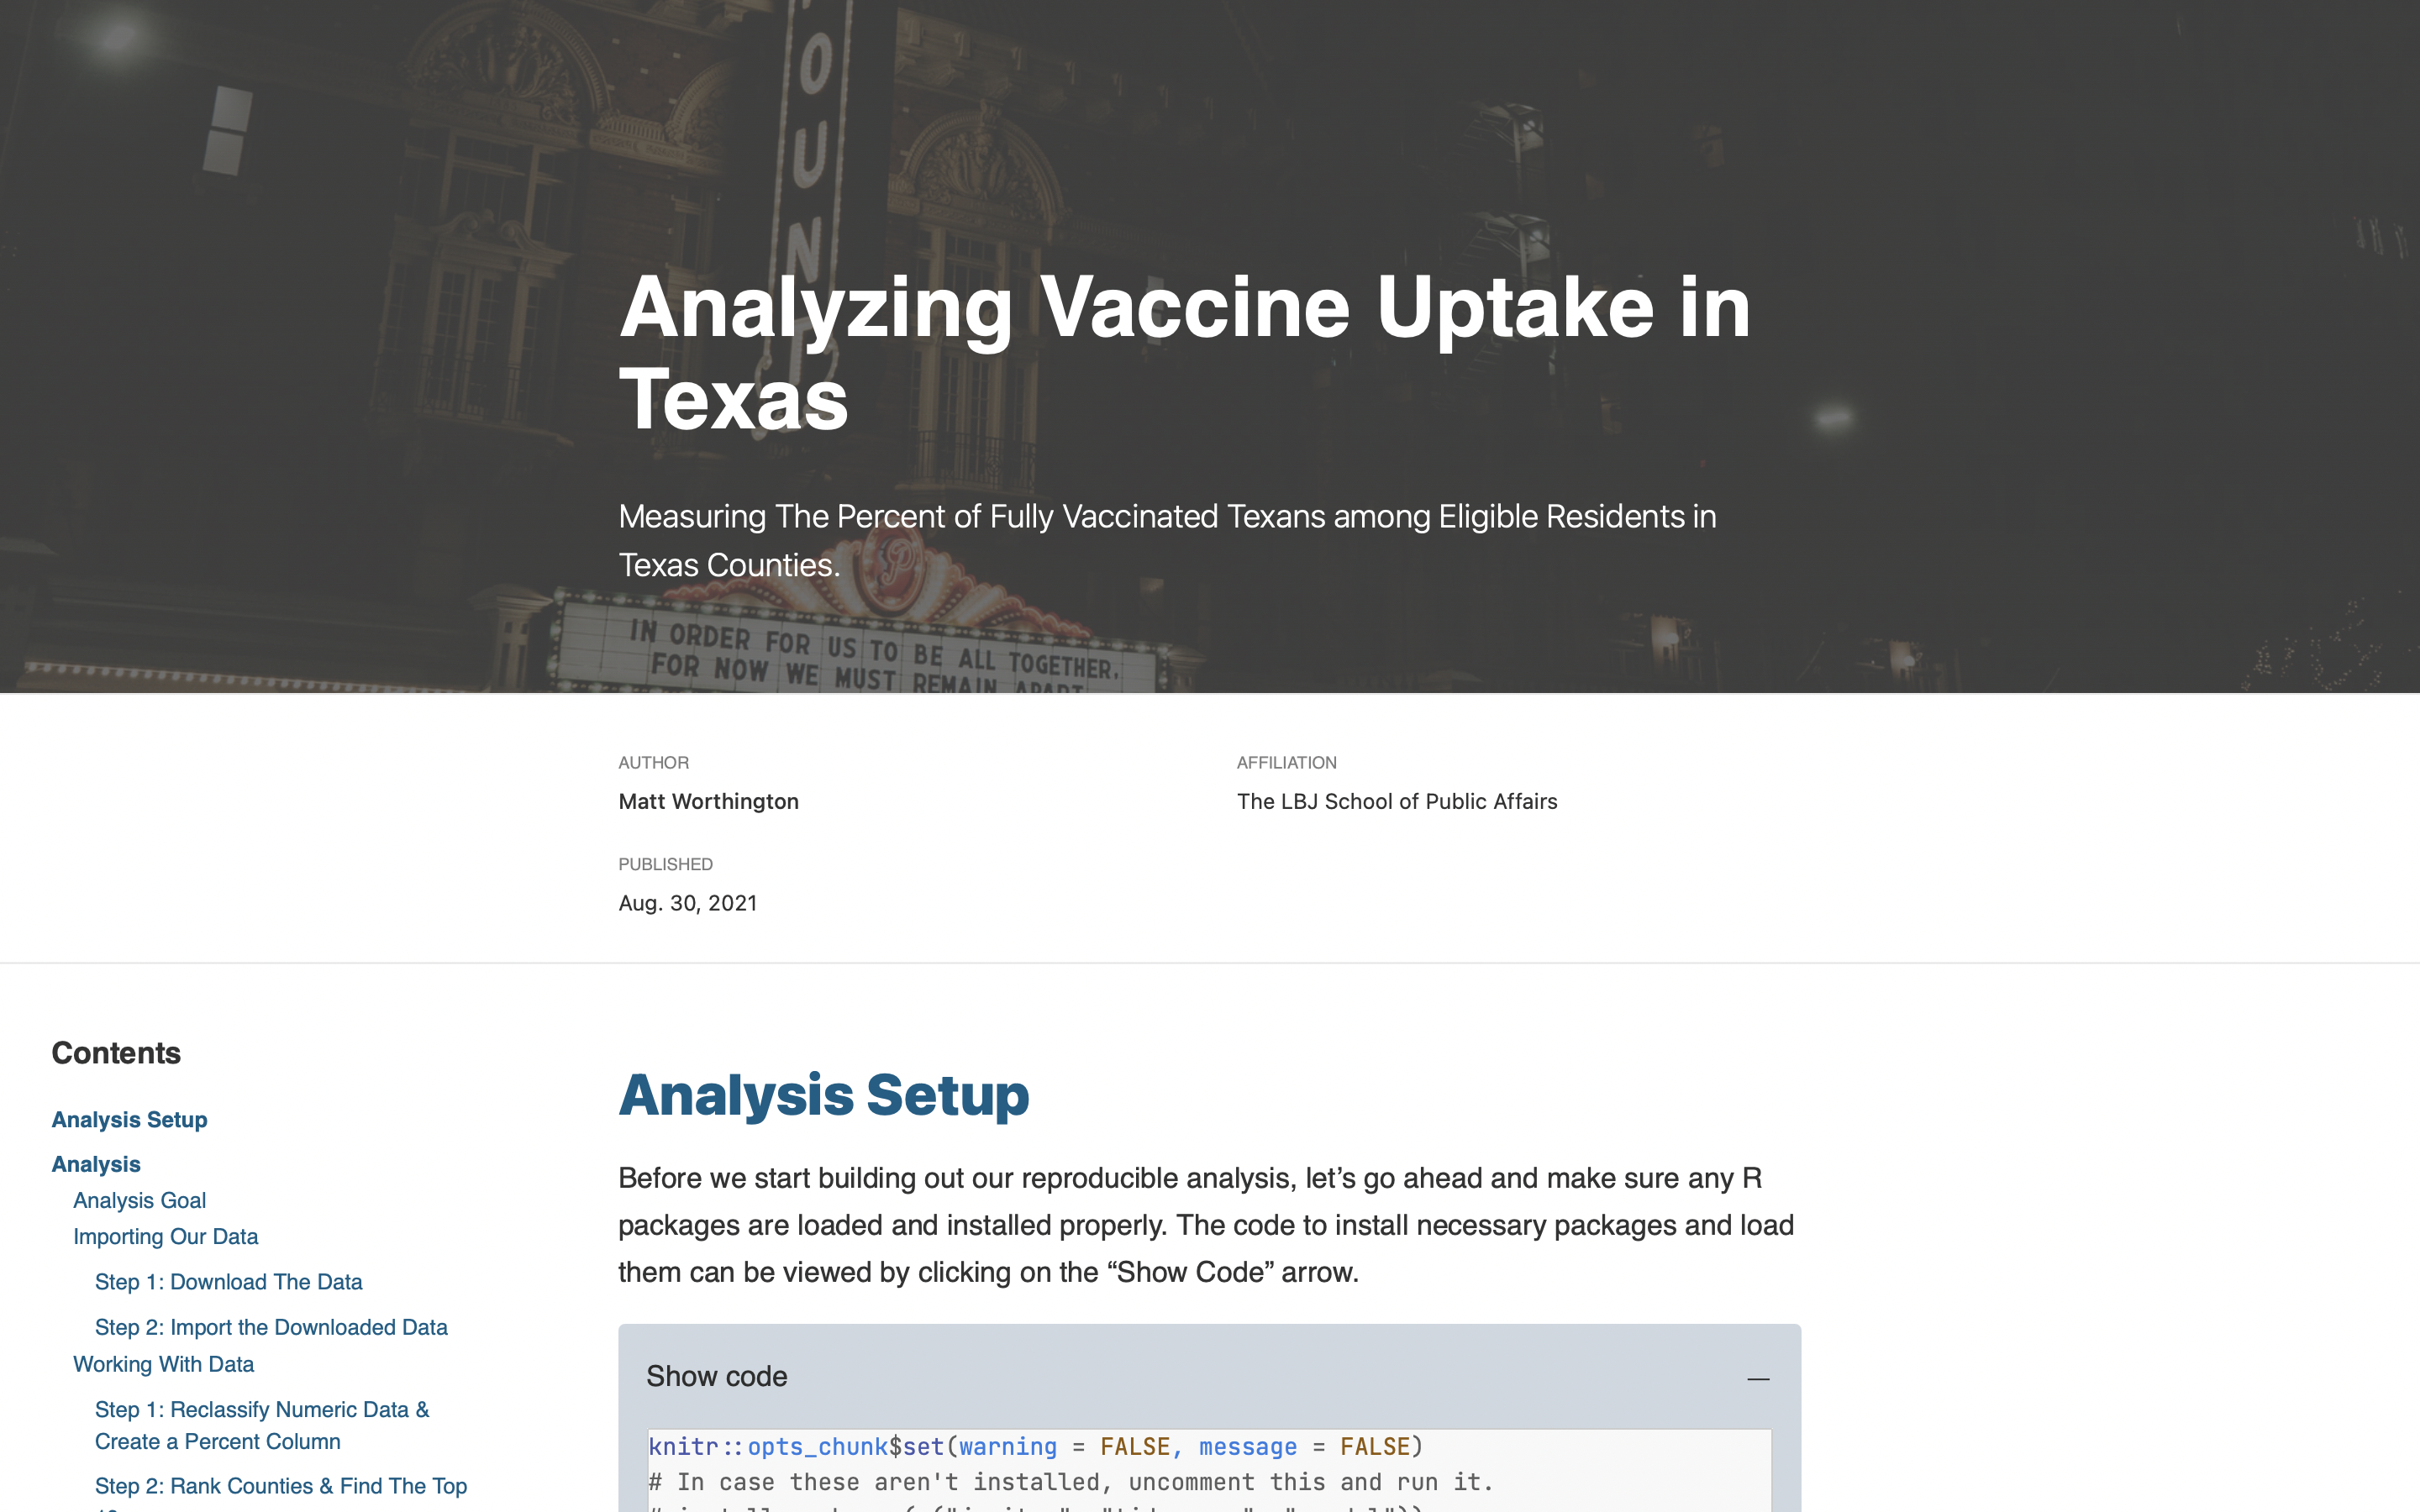 OUN
Analyzing Vaccine Uptake in
Texas
Measuring The Percent of Fully Vaccinated Texans among Eligible Residents in
Texas Counties.
P
IN ORDER FOR US TO BE ALL TOGETHER,
FOR NOW WE MUST REMAIN APART
AUTHOR
Matt Worthington
AFFILIATION
The LBJ School of Public Affairs
PUBLISHED
Aug. 30, 2021
Contents
Analysis Setup
Analysis
Analysis Goal
Importing Our Data
Step 1: Download The Data
Step 2: Import the Downloaded Data
Working With Data
Step 1: Reclassify Numeric Data &
Create a Percent Column
Step 2: Rank Counties & Find The Top
Analysis Setup
Before we start building out our reproducible analysis, let’s go ahead and make sure any R
packages are loaded and installed properly. The code to install necessary packages and load
them can be viewed by clicking on the “Show Code” arrow.
Show code
knitr::opts_chunk$set(warning = FALSE, message = FALSE)
# In case these aren't installed, uncomment this and run it.